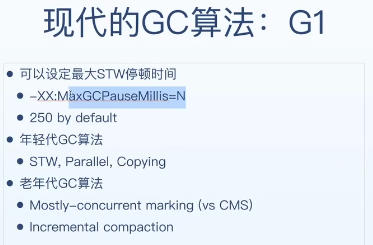 现代的GC算法：G1
可以设定最大STW停顿时间
-XX:MaxGCPauseMillis=N
250 by default
年轻代GC算法
STW, Parallel, Copying
老年代GC算法
Mostly-concurrent marking (vs CMS)
Incremental compaction